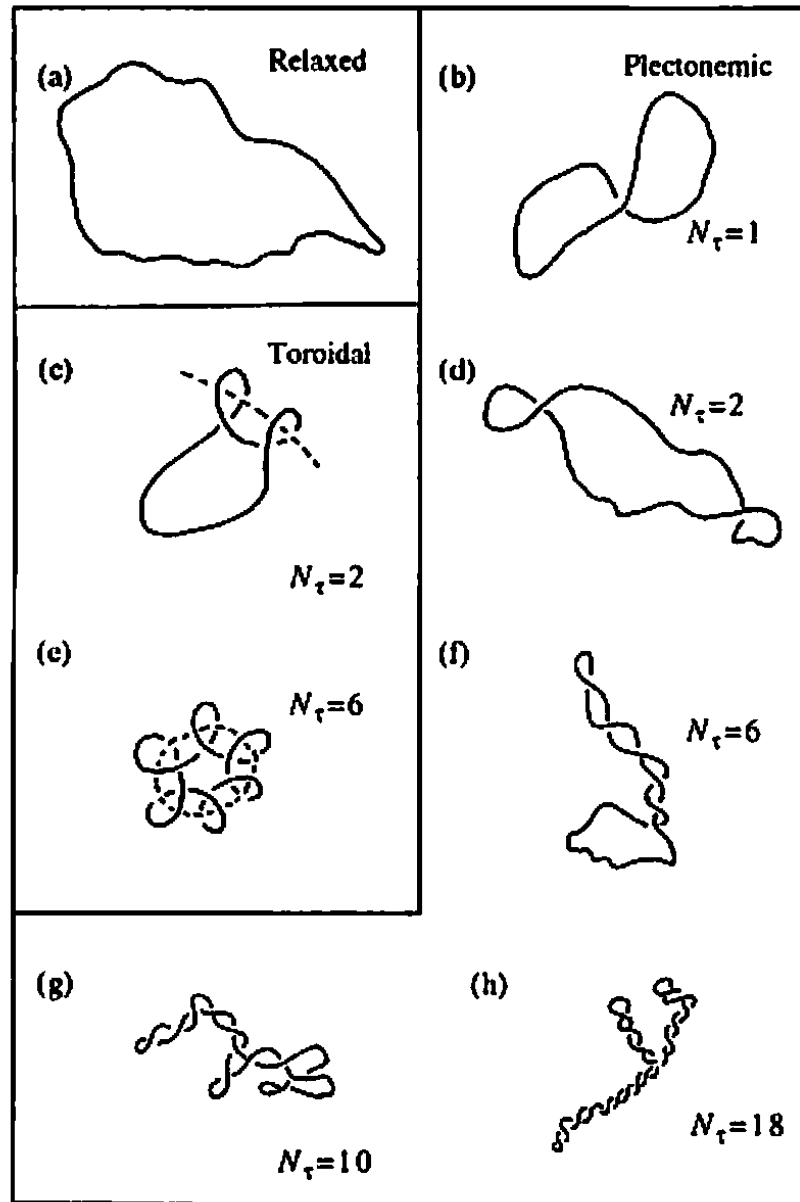 (a) Relaxed
(b) Plectonemic
N_τ=1
(c) Toroidal
N_τ=2
(d) N_τ=2
(e) N_τ=6
(f) N_τ=6
(g) N_τ=10
(h) N_τ=18